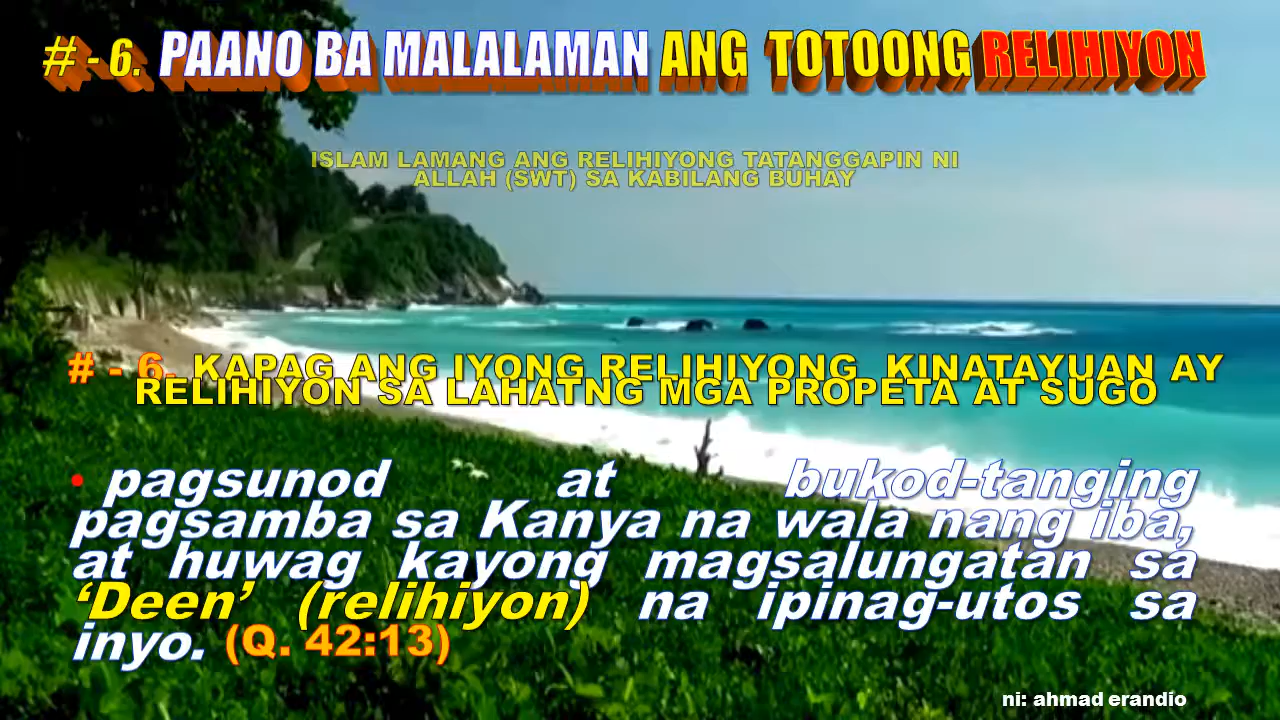 # - 6. PAANO BA MALALAMAN ANG TOTOONG RELIHIYON
ISLAM LAMANG ANG RELIHIYONG TATANGGAPIN NI
ALLAH (SWT) SA KABILANG BUHAY
# - 6. KAPAG ANG IYONG RELIHIYONG KINATAYUAN AY
RELIHIYON SA LAHATNG MGA PROPETA AT SUGO
• pagsunod at bukod-tanging
pagsamba sa Kanya na wala nang iba,
at huwag kayong magsalungatan sa
‘Deen’ (relihiyon) na ipinag-utos sa
inyo. (Q. 42:13)
ni: ahmad erandio